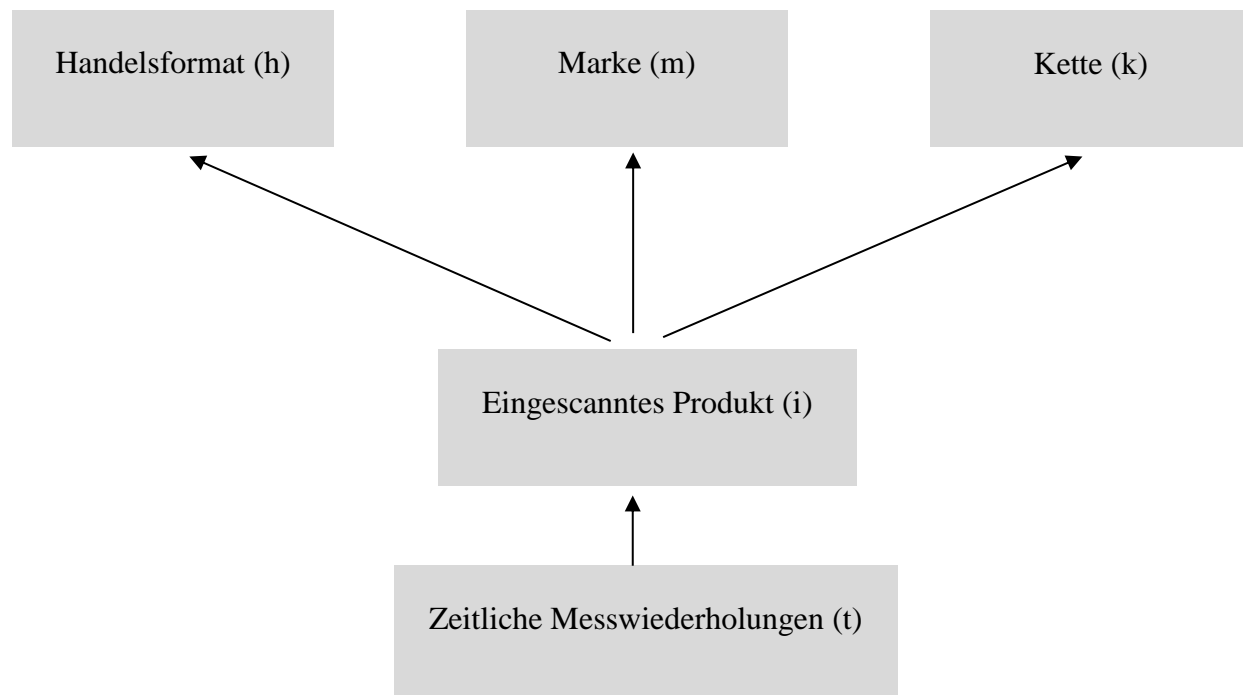 Handelsformat (h)
Marke (m)
Kette (k)
Eingescanntes Produkt (i)
Zeitliche Messwiederholungen (t)